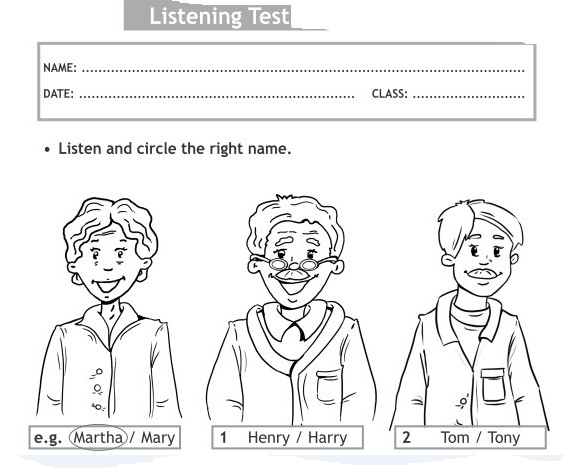 Listening Test
NAME: ..........................................................................................................
DATE: .................................................................. CLASS: ...........................
• Listen and circle the right name.
e.g. Martha / Mary
1 Henry / Harry
2 Tom / Tony